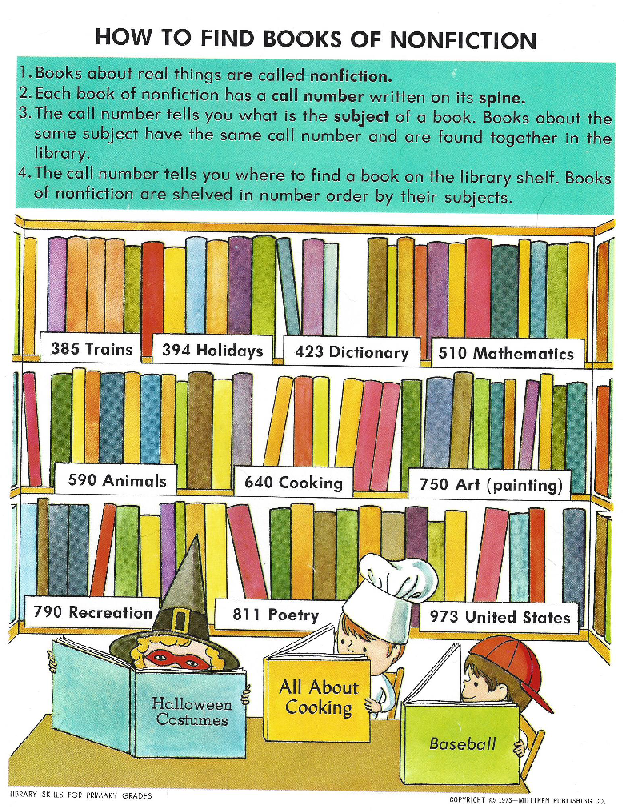 HOW TO FIND BOOKS OF NONFICTION
1. Books about real things are called nonfiction.
2. Each book of nonfiction has a call number written on its spine.
3. The call number tells you what is the subject of a book. Books about the
same subject have the same call number and are found together in the
library.
4. The call number tells you where to find a book on the library shelf. Books
of nonfiction are shelved in number order by their subjects.
385 Trains 394 Holidays 423 Dictionary 510 Mathematics
590 Animals 640 Cooking 750 Art (painting)
790 Recreation 811 Poetry 973 United States
Halloween
Costumes
All About
Cooking
Baseball
LIBRARY SKILLS FOR PRIMARY GRADES
COPYRIGHT © 1973—MILLIKEN PUBLISHING CO.